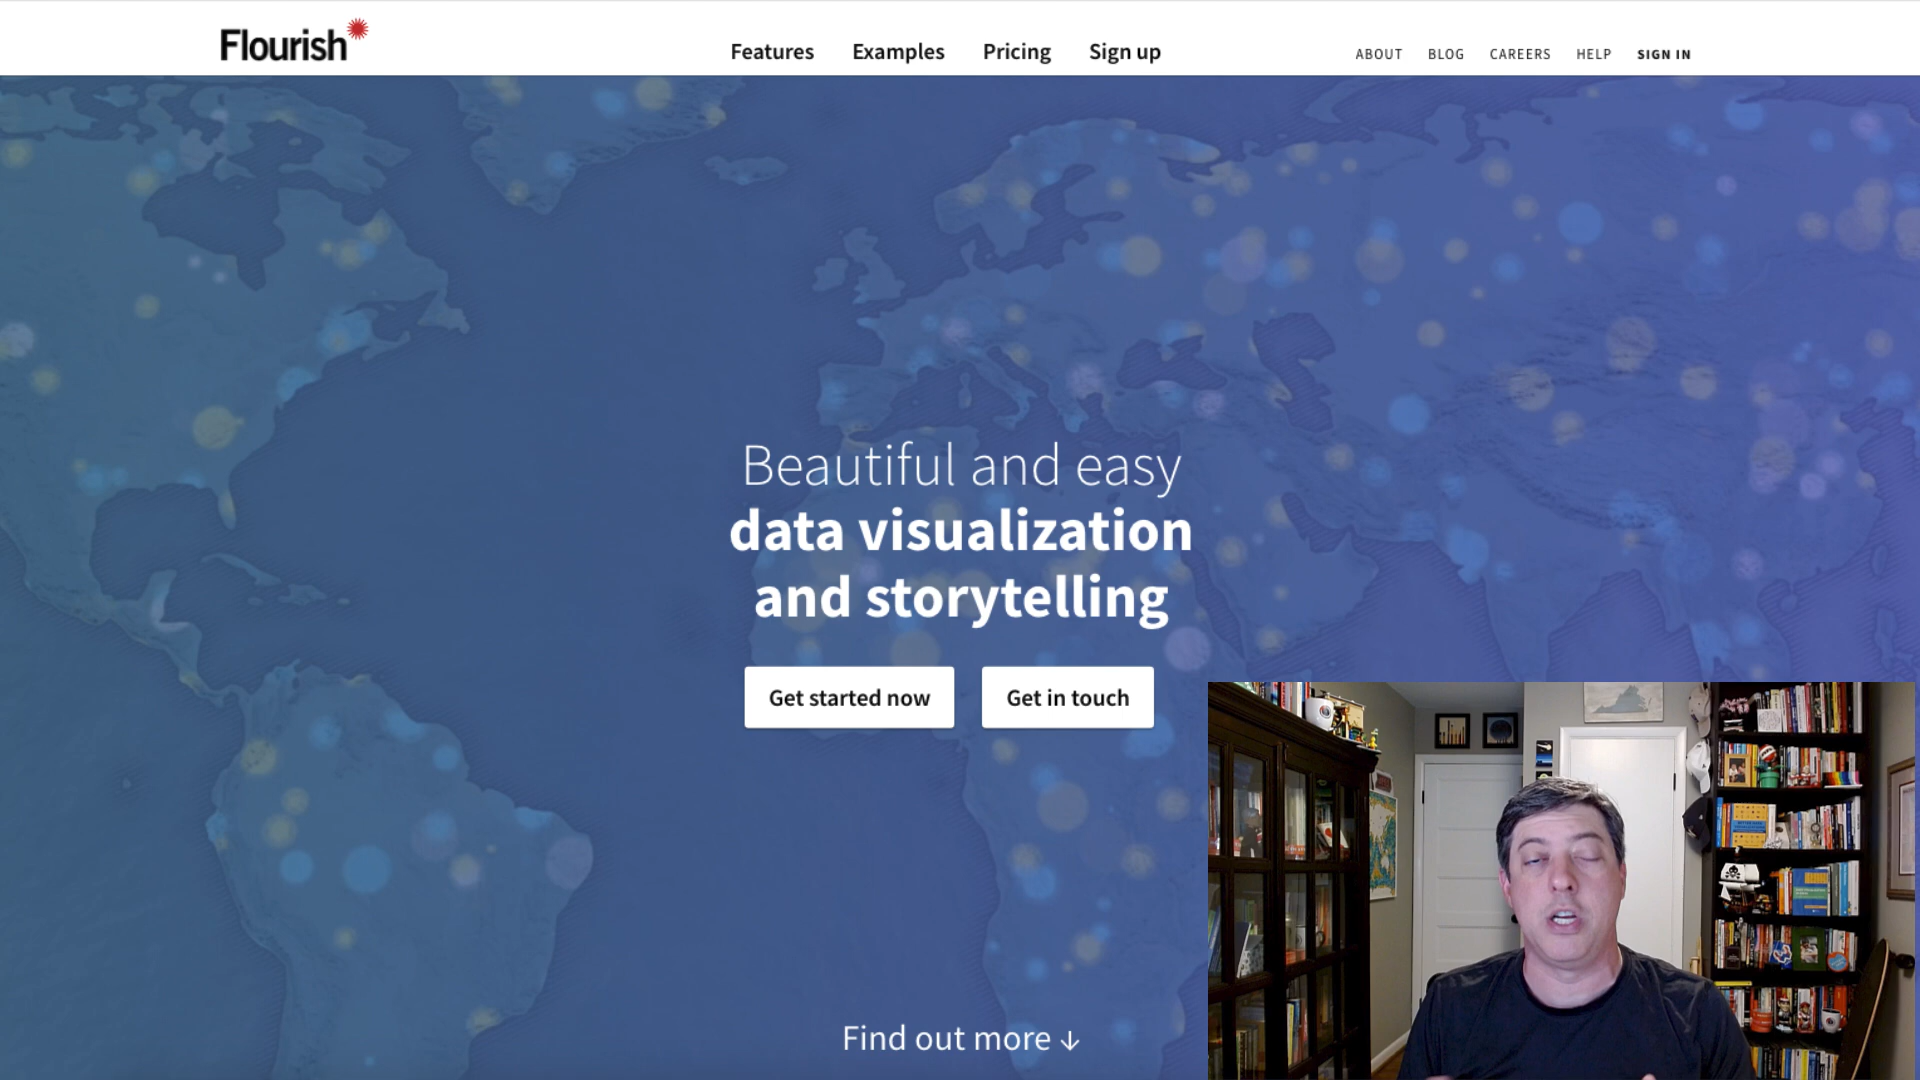 Flourish
Features Examples Pricing Sign up
ABOUT BLOG CAREERS HELP SIGN IN
Beautiful and easy
data visualization
and storytelling
Get started now
Get in touch
Find out more ↓